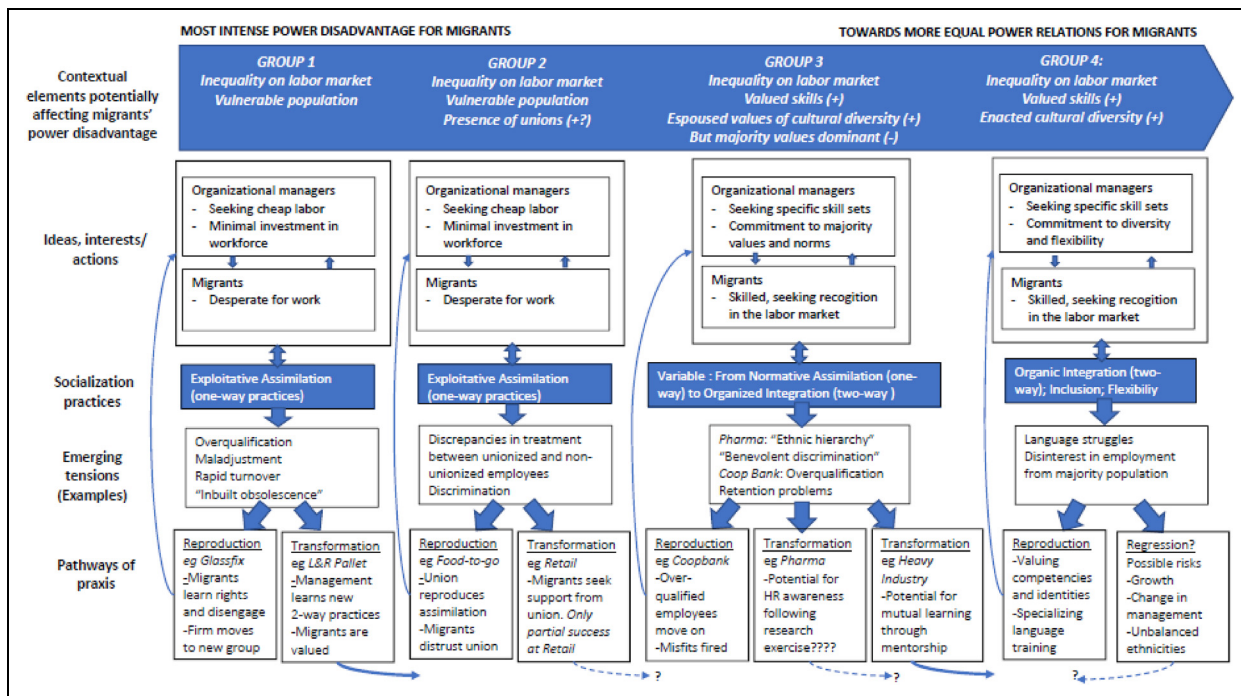 MOST INTENSE POWER DISADVANTAGE FOR MIGRANTS
TOWARDS MORE EQUAL POWER RELATIONS FOR MIGRANTS
Contextual
elements potentially
affecting migrants'
power disadvantage
GROUP 1
Inequality on labor market
Vulnerable population
GROUP 2
Inequality on labor market
Vulnerable population
Presence of unions (+?)
GROUP 3
Inequality on labor market
Valued skills (+)
Espoused values of cultural diversity (+)
But majority values dominant (-)
GROUP 4:
Inequality on labor market
Valued skills (+)
Enacted cultural diversity (+)
Ideas, interests/
actions
Organizational managers
- Seeking cheap labor
- Minimal investment in
workforce
Migrants
- Desperate for work
Organizational managers
- Seeking cheap labor
- Minimal investment in
workforce
Migrants
- Desperate for work
Organizational managers
- Seeking specific skill sets
- Commitment to majority
values and norms
Migrants
- Skilled, seeking recogition
in the labor market
Organizational managers
- Seeking specific skill sets
- Commitment to diversity
and flexibility
Migrants
- Skilled, seeking recogition
in the labor market
Socialization
practices
Exploitative Assimilation
(one-way practices)
Exploitative Assimilation
(one-way practices)
Variable : From Normative Assimilation (one-
way) to Organized Integration (two-way )
Organic Integration (two-
way); Inclusion; Flexibiliy
Emerging
tensions
(Examples)
Overqualification
Maladjustment
Rapid turnover
"Inbuilt obsolescence"
Discrepancies in treatment
between unionized and non-
unionized employees
Discrimination
Pharma: "Ethnic hierarchy"
"Benevolent discrimination"
Coop Bank: Overqualification
Retention problems
Language struggles
Disinterest in employment
from majority population
Pathways of
praxis
Reproduction
eg Glassfix
-Migrants
learn rights
and disengage
-Firm moves
to new group
Transformation
eg L&R Pallet
-Management
learns new
2-way practices
-Migrants are
valued
Reproduction
eg Food-to-go
-Union
reproduces
assimilation
-Migrants
distrust union
Transformation
eg Retail
-Migrants seek
support from
union. Only
partial success
at Retail
Reproduction
eg Coopbank
-Over-
qualified
employees
move on
-Misfits fired
Transformation
eg Pharma
-Potential for
HR awareness
following
research
exercise????
Transformation
eg Heavy
Industry
-Potential for
mutual learning
through
mentorship
Reproduction
-Valuing
competencies
and identities
-Specializing
language
training
Regression?
Possible risks
-Growth
-Change in
management
-Unbalanced
ethnicities
?
?
?